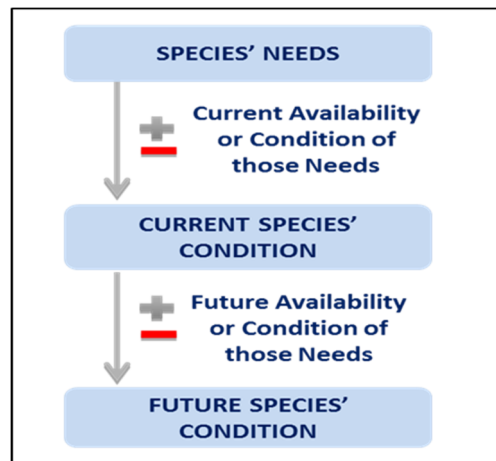 SPECIES' NEEDS
Current Availability
or Condition of
those Needs
CURRENT SPECIES'
CONDITION
Future Availability
or Condition of
those Needs
FUTURE SPECIES'
CONDITION